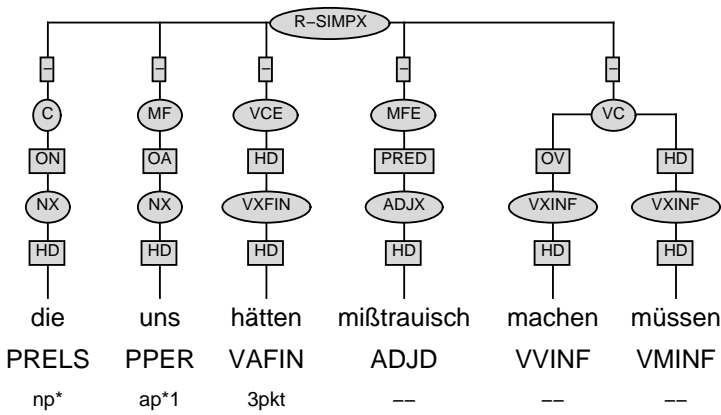 R−SIMPX
− − − − −
C MF VCE MFE VC
ON OA HD PRED OV HD
NX NX VXFIN ADJX VXINF VXINF
HD HD HD HD HD HD
die uns hätten mißtrauisch machen müssen
PRELS PPER VAFIN ADJD VVINF VMINF
np* ap*1 3pkt −− −− −−